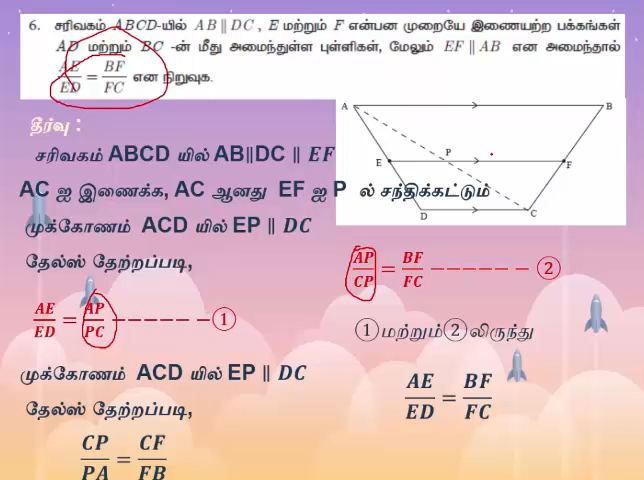 6. சரிவகம் ABCD-யில் AB || DC, E மற்றும் F என்பன முறையே இணையற்ற பக்கங்கள்
AD மற்றும் BC -ன் மீது அமைந்துள்ள புள்ளிகள், மேலும் EF || AB என அமைந்தால்
AE/ED = BF/FC என நிறுவுக.
தீர்வு :
சரிவகம் ABCD யில் AB||DC || EF
AC ஐ இணைக்க, AC ஆனது EF ஐ P ல் சந்திக்கட்டும்
முக்கோணம் ACD யில் EP || DC
தேல்ஸ் தேற்றப்படி,
AE/ED = AP/PC ------①
முக்கோணம் ACD யில் EP || DC
தேல்ஸ் தேற்றப்படி,
CP/PA = CF/FB
A
B
E
P
F
D
C
AP/CP = BF/FC ------ ②
① மற்றும் ② லிருந்து
AE/ED = BF/FC